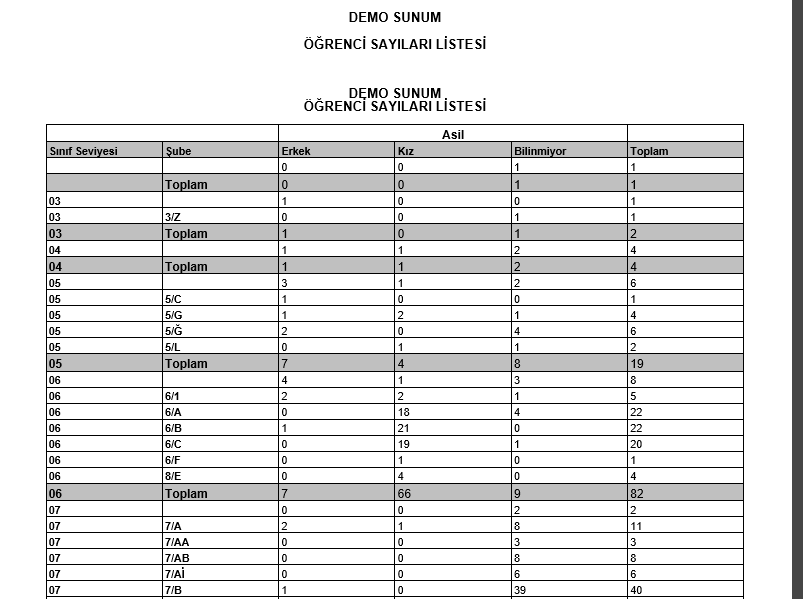 DEMO SUNUM
ÖĞRENCİ SAYILARI LİSTESİ
DEMO SUNUM
ÖĞRENCİ SAYILARI LİSTESİ
Asil
Sınıf Seviyesi Şube Erkek Kız Bilinmiyor Toplam
0 0 1 1
Toplam 0 0 1 1
03 1 0 0 1
03 3/Z 0 0 1 1
03 Toplam 1 0 1 2
04 1 1 2 4
04 Toplam 1 1 2 4
05 3 1 2 6
05 5/C 1 0 0 1
05 5/G 1 2 1 4
05 5/Ğ 2 0 4 6
05 5/L 0 1 1 2
05 Toplam 7 4 8 19
06 4 1 3 8
06 6/1 2 2 1 5
06 6/A 0 18 4 22
06 6/B 1 21 0 22
06 6/C 0 19 1 20
06 6/F 0 1 0 1
06 8/E 0 4 0 4
06 Toplam 7 66 9 82
07 0 0 2 2
07 7/A 2 1 8 11
07 7/AA 0 0 3 3
07 7/AB 0 0 8 8
07 7/Aİ 0 0 6 6
07 7/B 1 0 39 40